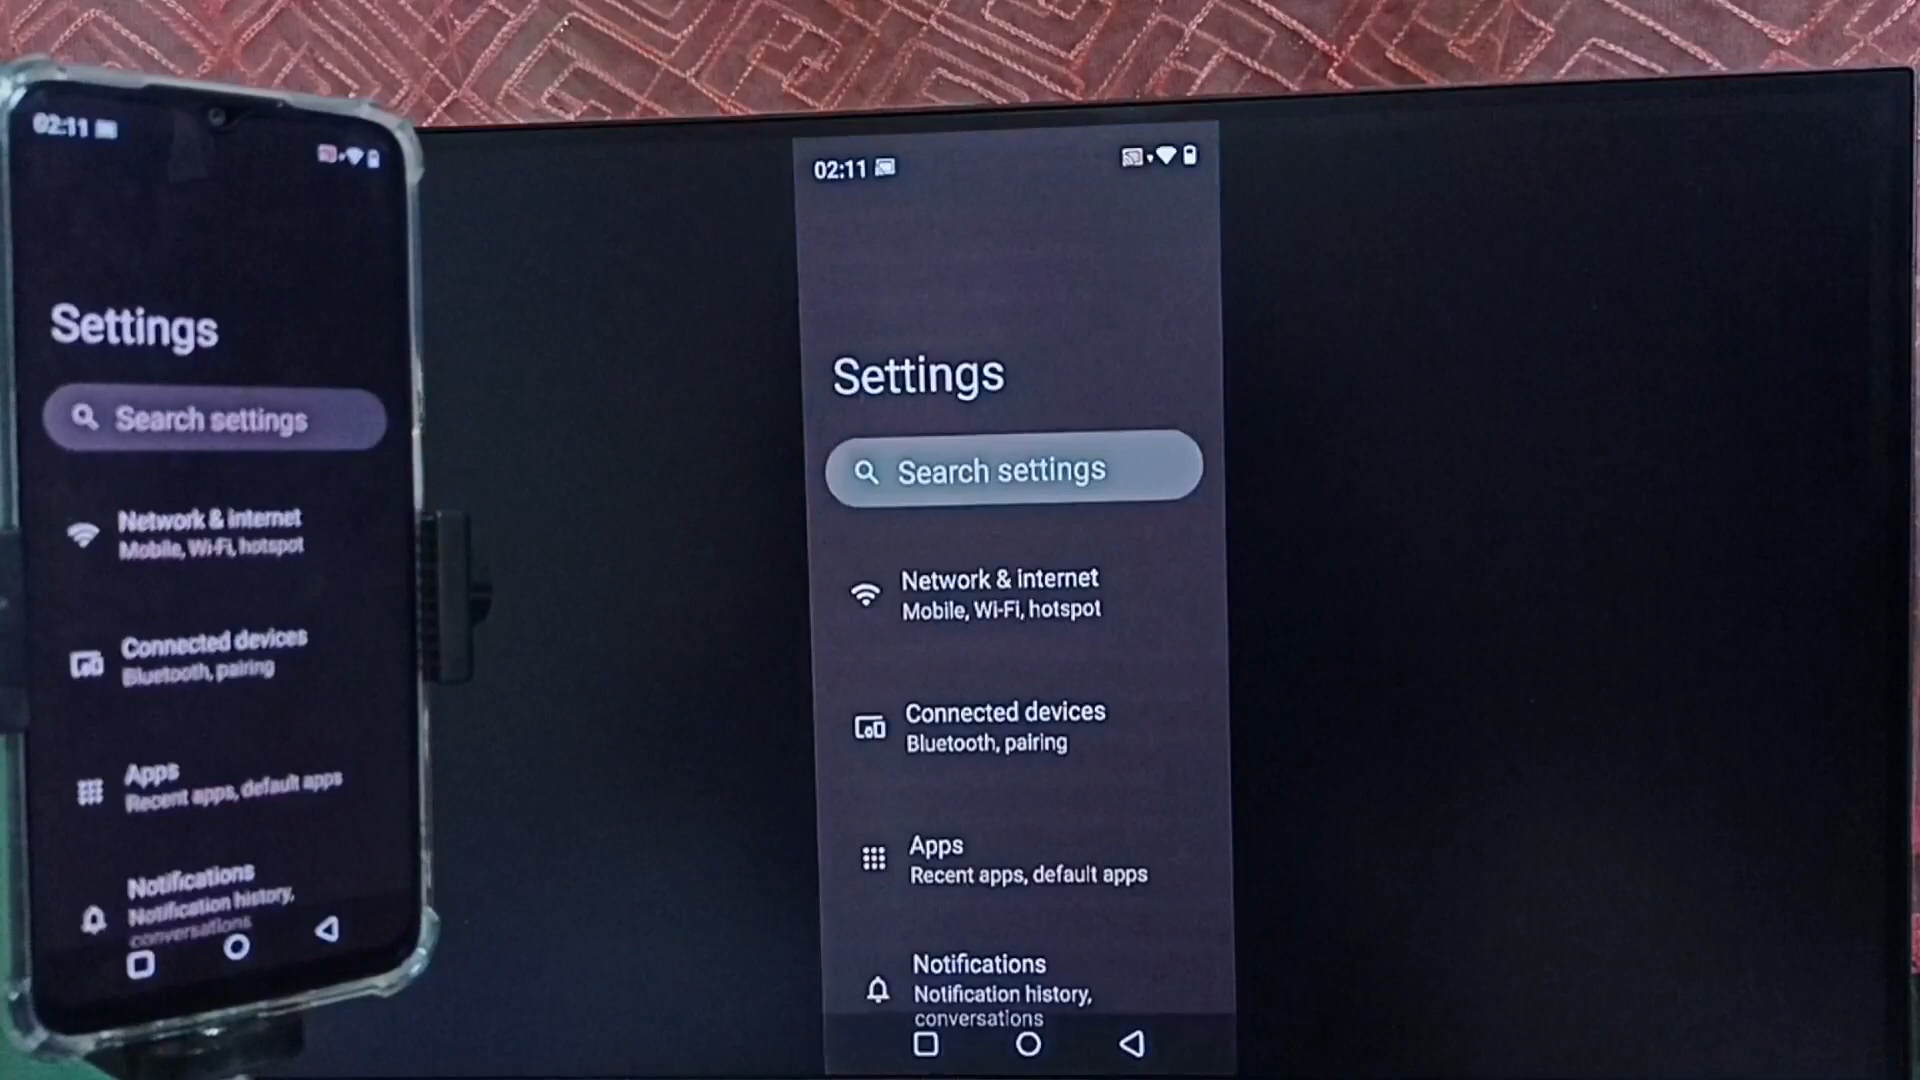 02:11
Settings
Search settings
Network & internet
Mobile, Wi-Fi, hotspot
Connected devices
Bluetooth, pairing
Apps
Recent apps, default apps
Notifications
Notification history,
conversations
02:11
Settings
Search settings
Network & internet
Mobile, Wi-Fi, hotspot
Connected devices
Bluetooth, pairing
Apps
Recent apps, default apps
Notifications
Notification history,
conversations